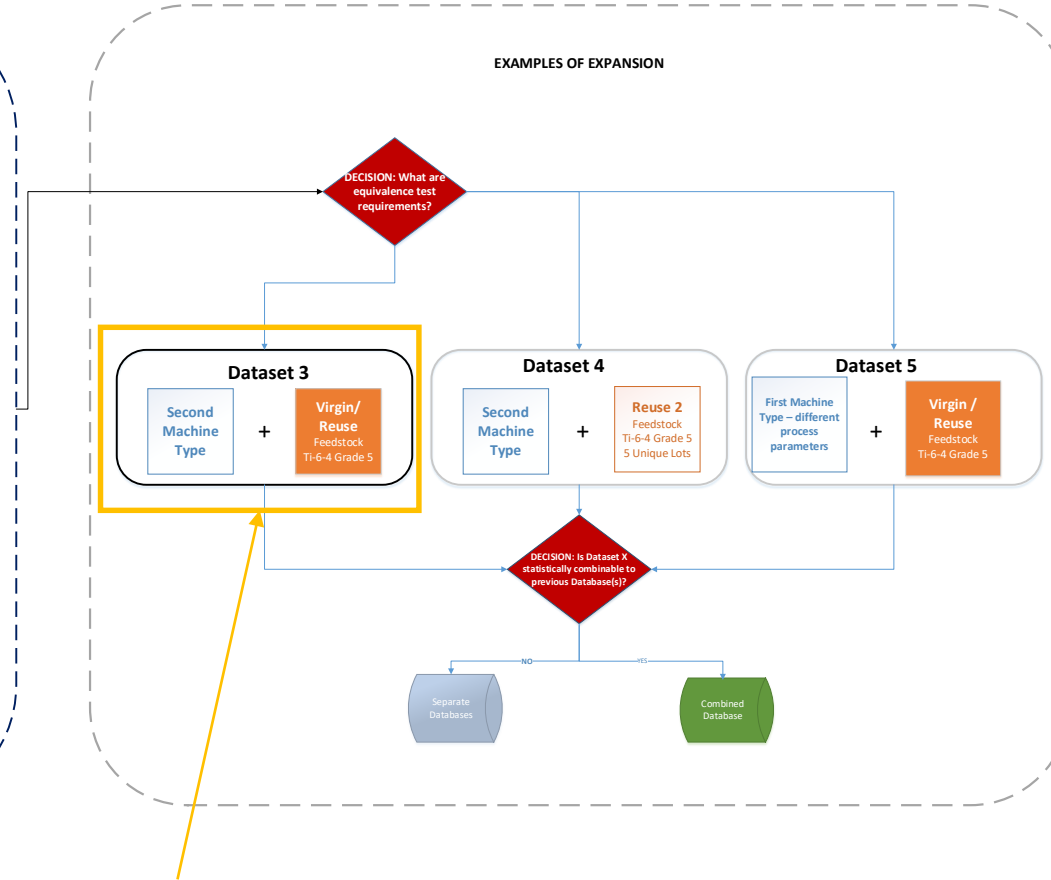 EXAMPLES OF EXPANSION
DECISION: What are
equivalence test
requirements?
Dataset 3
Second
Machine
Type
+
Virgin/
Reuse
Feedstock
Ti-6-4 Grade 5
Dataset 4
Second
Machine
Type
+
Reuse 2
Feedstock
Ti-6-4 Grade 5
5 Unique Lots
Dataset 5
First Machine
Type – different
process
parameters
+
Virgin /
Reuse
Feedstock
Ti-6-4 Grade 5
DECISION: Is Dataset X
statistically combinable to
previous Database(s)?
NO
YES
Separate
Databases
Combined
Database